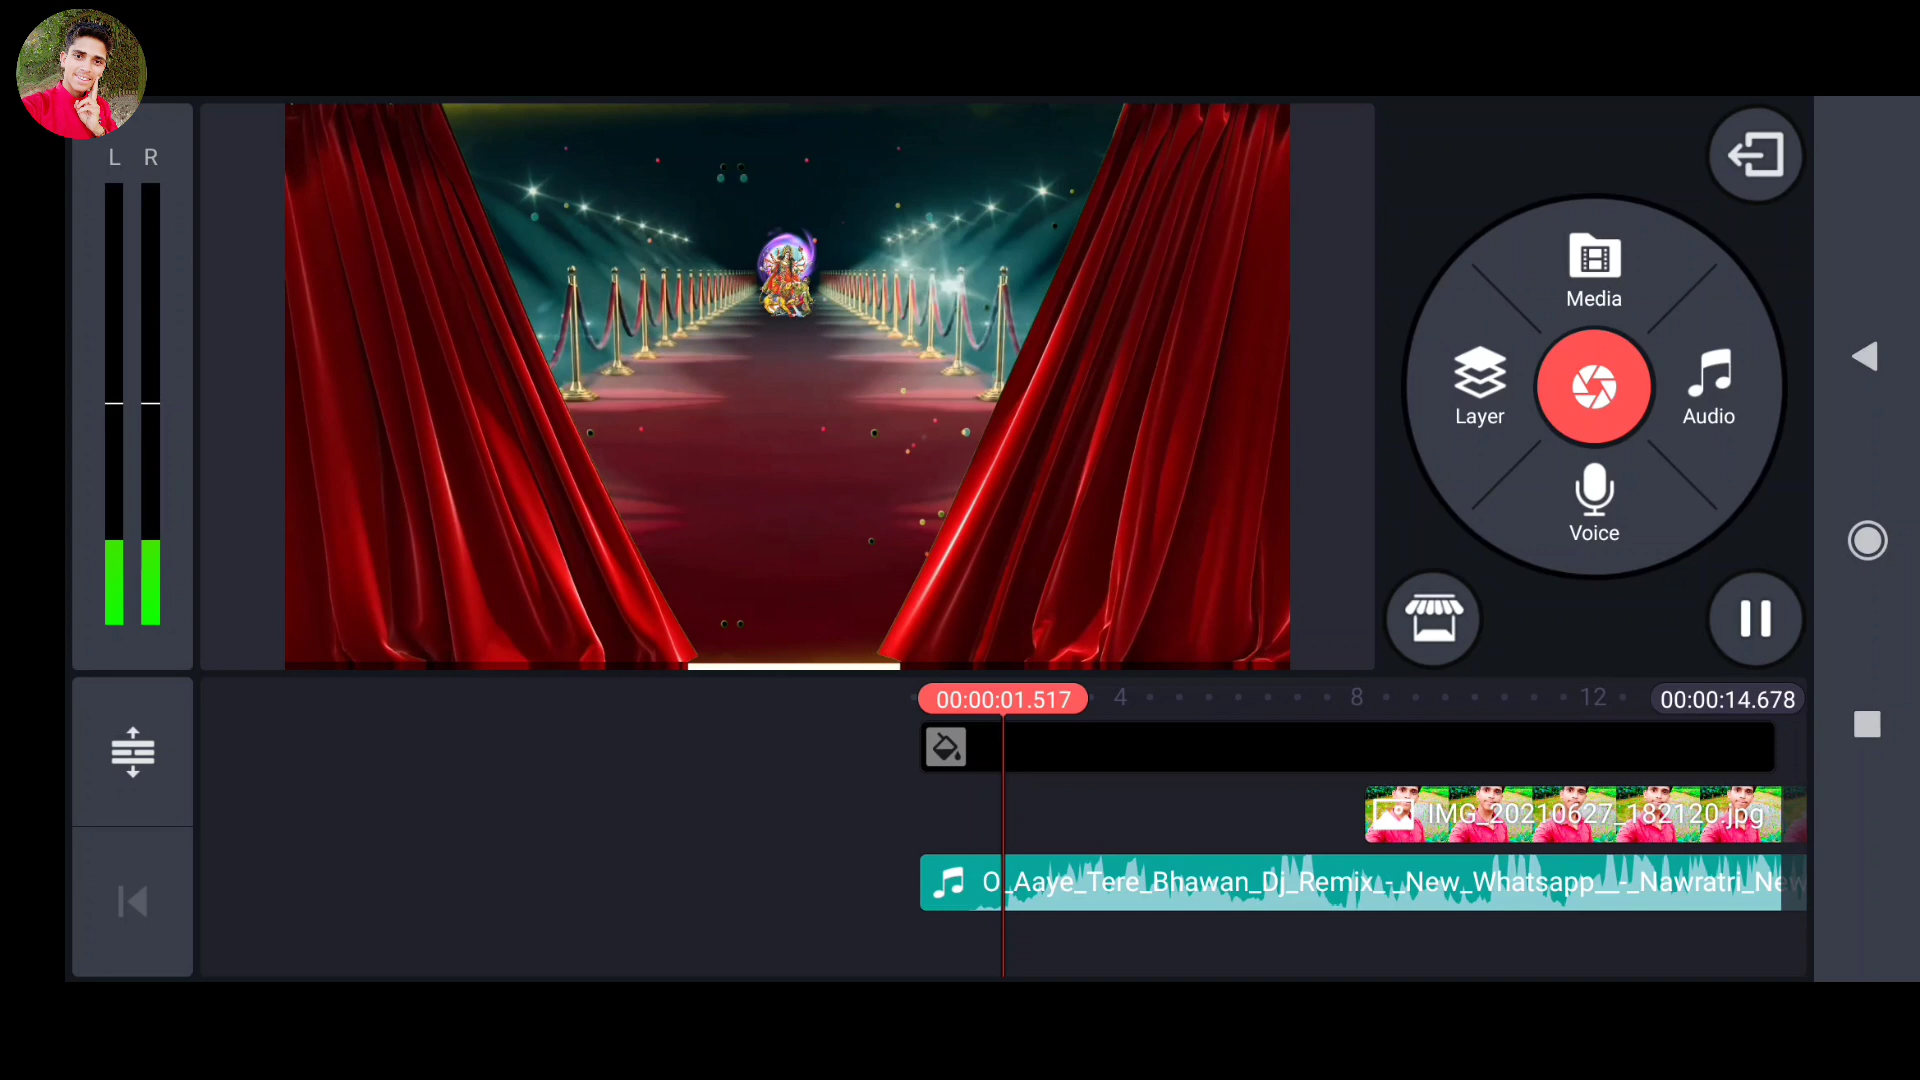 L R
Media
Layer
Audio
Voice
00:00:01.517
4
8
12
00:00:14.678
IMG_20210627_182120.jpg
O_Aaye_Tere_Bhawan_Dj_Remix_-_New_Whatsapp__-_Nawratri_New